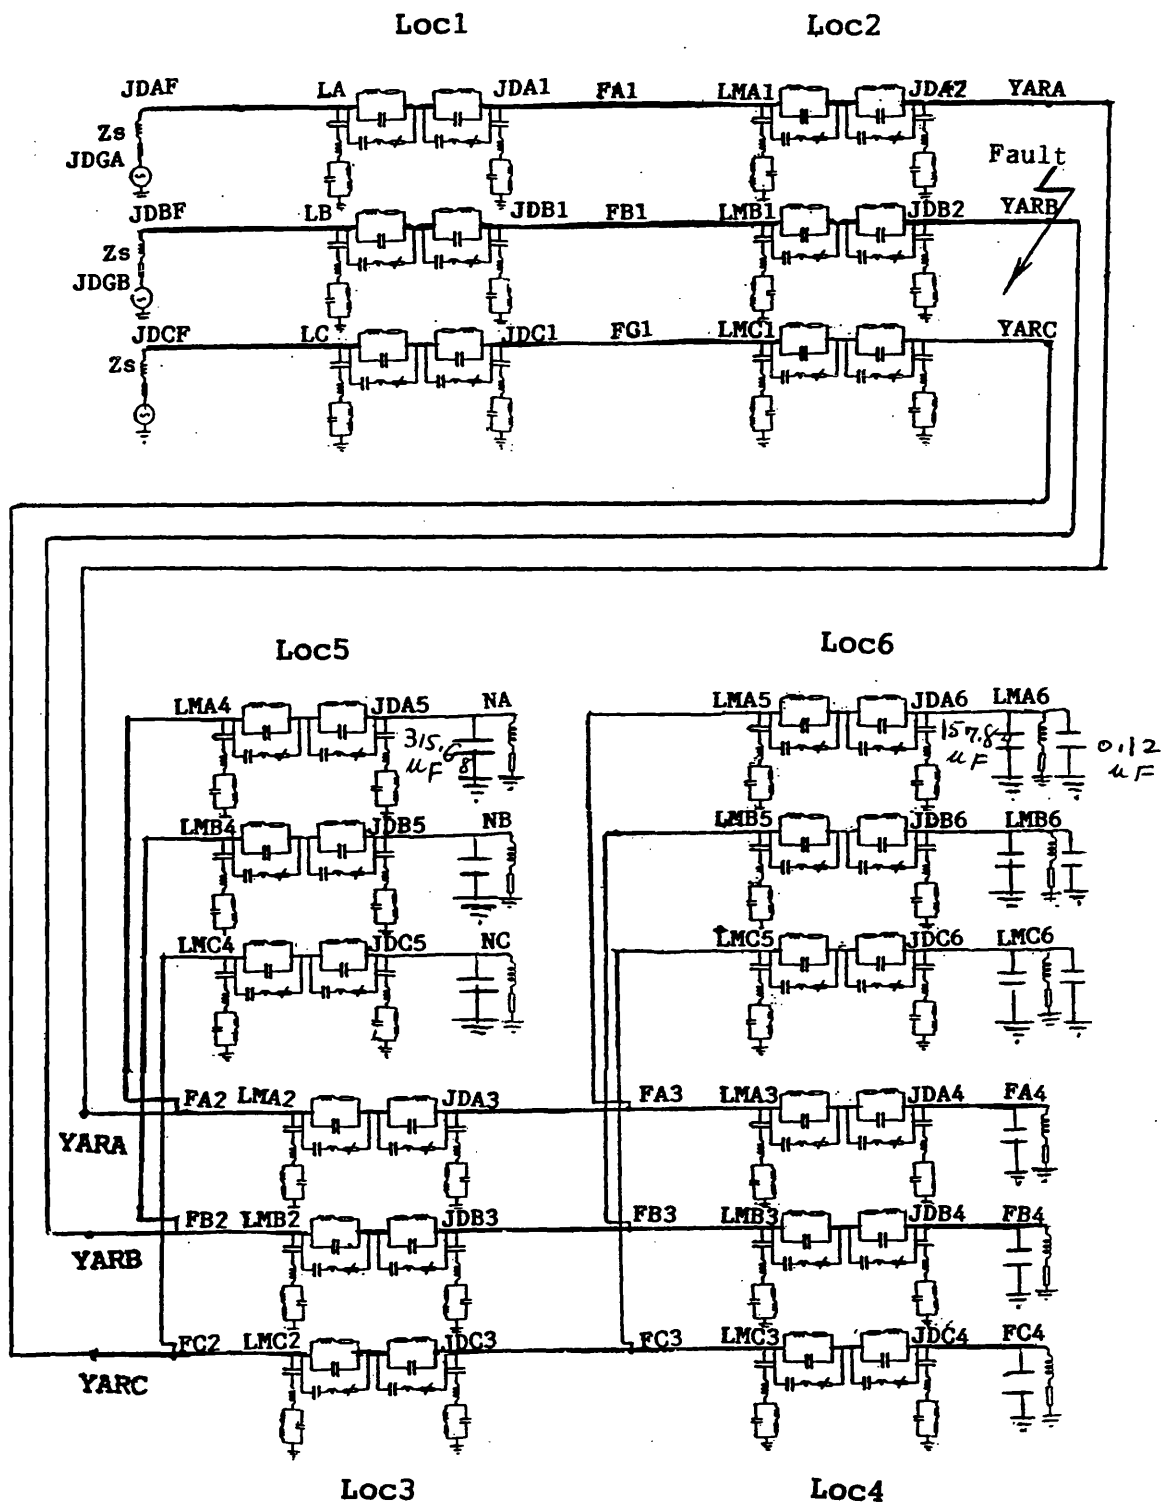 Loc1 Loc2
JDAF LA JDA1 FA1 LMA1 JDA2 YARA
Zs
JDGA
Fault
JDBF LB JDB1 FB1 LMB1 JDB2 YARB
Zs
JDGB
JDCF LC JDC1 FG1 LMC1 YARC
Zs
Loc5 Loc6
LMA4 JDA5 NA LMA5 JDA6 LMA6
315.68 µF 157.8 µF 0.12 µF
LMB4 JDB5 NB LMB5 JDB6 LMB6
LMC4 JDC5 NC LMC5 JDC6 LMC6
FA2 LMA2 JDA3 FA3 LMA3 JDA4 FA4
YARA
FB2 LMB2 JDB3 FB3 LMB3 JDB4 FB4
YARB
FC2 LMC2 JDC3 FC3 LMC3 JDC4 FC4
YARC
Loc3 Loc4